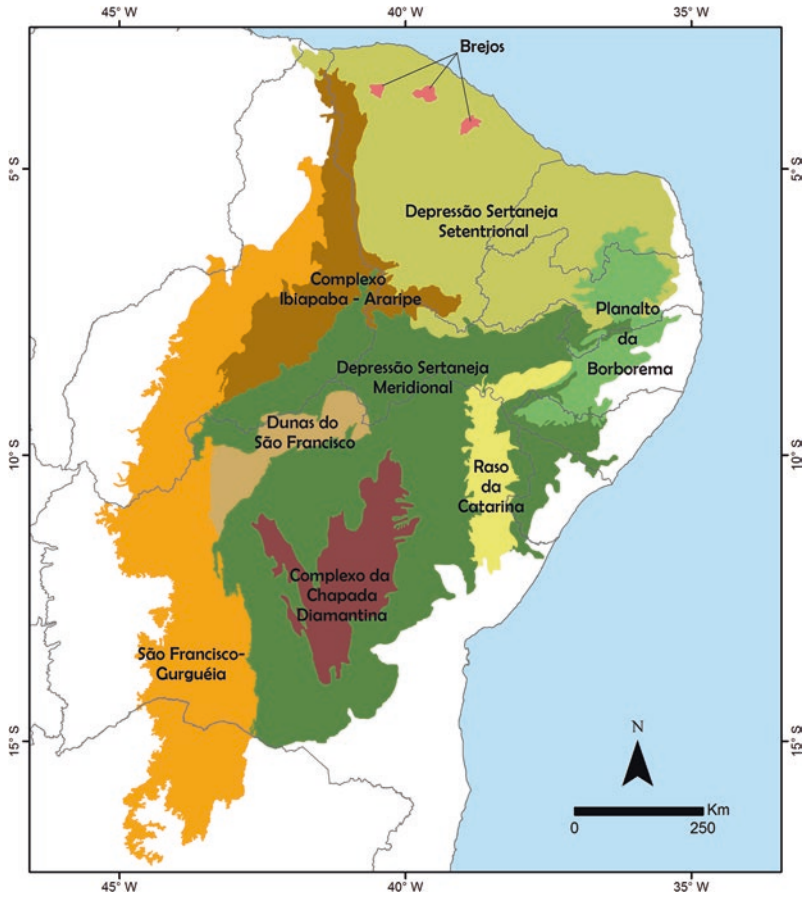 45° W
40° W
35° W
Brejos
5° S
5° S
Depressão Sertaneja
Setentrional
Complexo
Ibiapaba - Araripe
Planalto
da
Borborema
Depressão Sertaneja
Meridional
Dunas do
São Francisco
10° S
10° S
Raso
da
Catarina
Complexo da
Chapada
Diamantina
São Francisco-
Gurguéia
15° S
15° S
N
Km
0
250
45° W
40° W
35° W